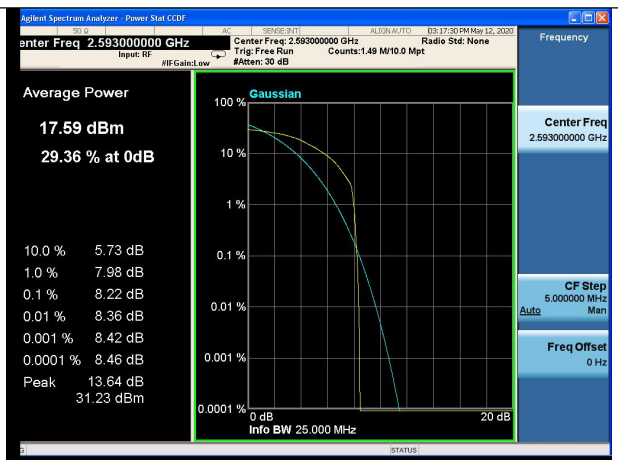 Agilent Spectrum Analyzer - Power Stat CCDF
50 Ω AC SENSE:INT ALIGN AUTO 03:17:30 PM May 12, 2020
enter Freq 2.593000000 GHz
Center Freq: 2.593000000 GHz Radio Std: None
Input: RF
Trig: Free Run Counts:1.49 M/10.0 Mpt
#IFGain:Low
#Atten: 30 dB
Frequency
Average Power
17.59 dBm
29.36 % at 0dB
10.0 % 5.73 dB
1.0 % 7.98 dB
0.1 % 8.22 dB
0.01 % 8.36 dB
0.001 % 8.42 dB
0.0001 % 8.46 dB
Peak 13.64 dB
31.23 dBm
Gaussian
100 %
10 %
1 %
0.1 %
0.01 %
0.001 %
0.0001 %
0 dB 20 dB
Info BW 25.000 MHz
Center Freq
2.593000000 GHz
CF Step
5.000000 MHz
Auto Man
Freq Offset
0 Hz
STATUS